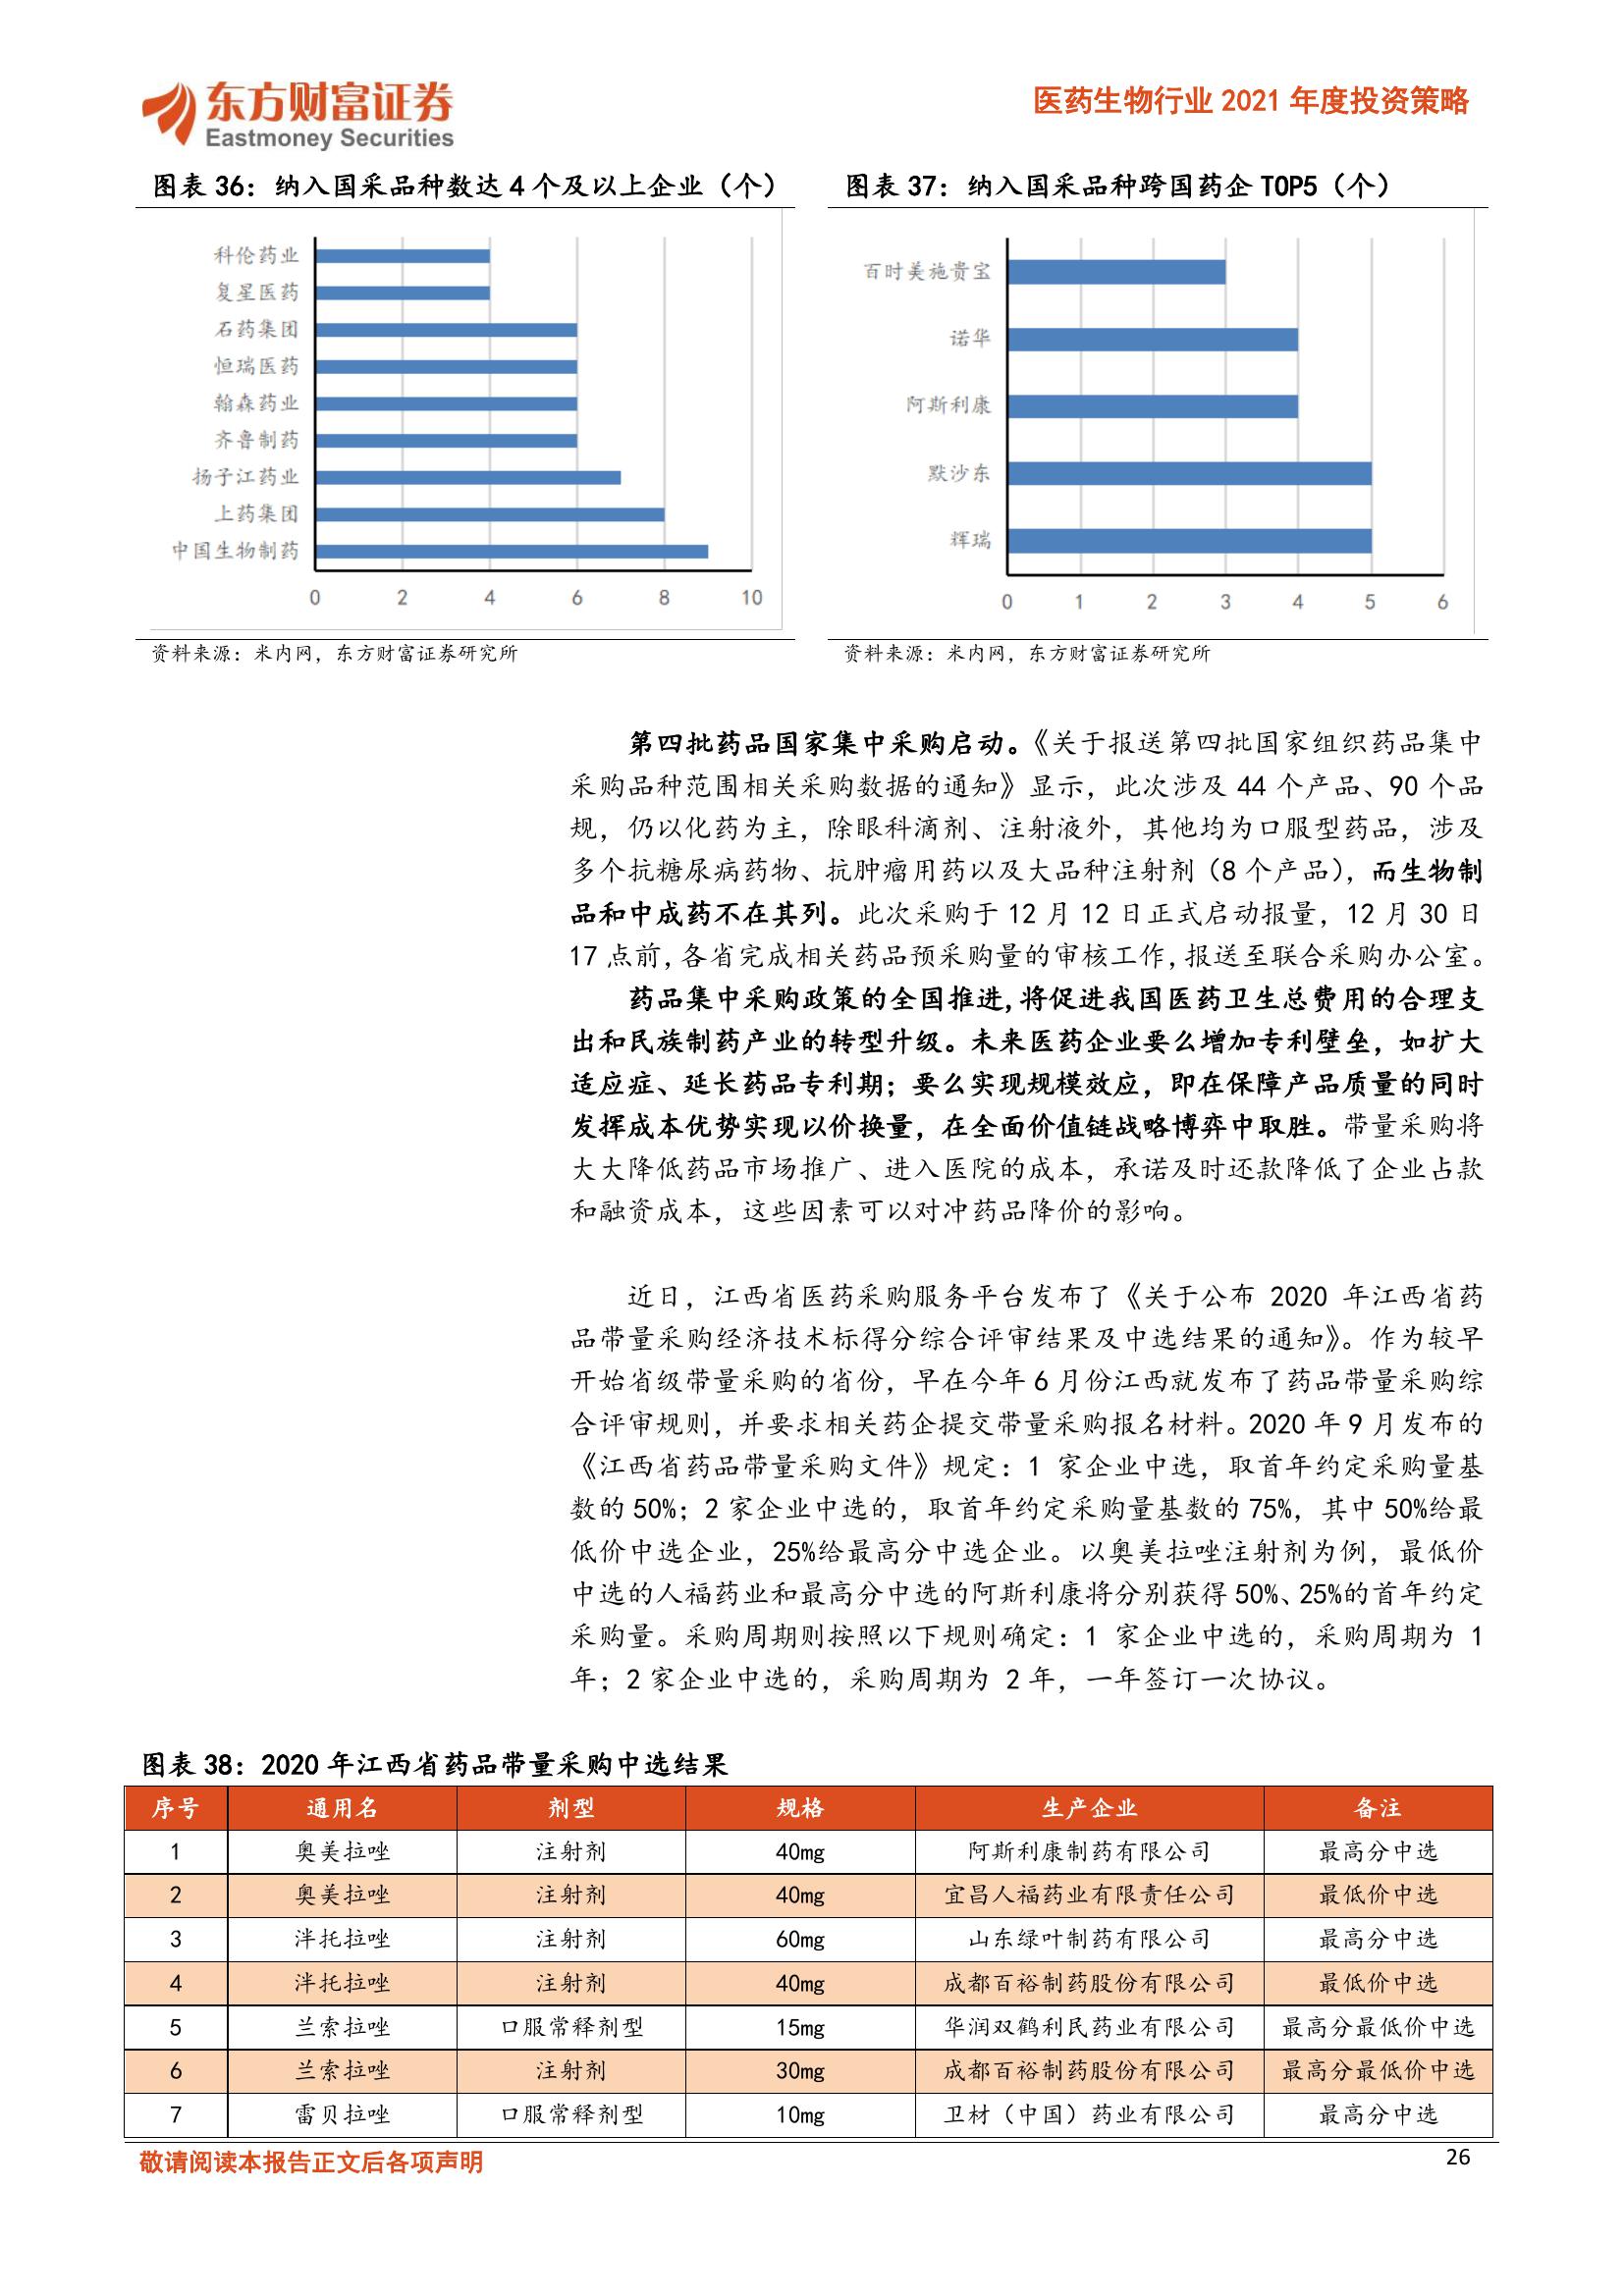 东方财富证券
Eastmoney Securities
医药生物行业 2021 年度投资策略
图表 36：纳入国采品种数达 4 个及以上企业（个）
科伦药业
复星医药
石药集团
恒瑞医药
翰森药业
齐鲁制药
扬子江药业
上药集团
中国生物制药
0 2 4 6 8 10
资料来源：米内网，东方财富证券研究所
图表 37：纳入国采品种跨国药企 TOP5（个）
百时美施贵宝
诺华
阿斯利康
默沙东
辉瑞
0 1 2 3 4 5 6
资料来源：米内网，东方财富证券研究所
第四批药品国家集中采购启动。《关于报送第四批国家组织药品集中
采购品种范围相关采购数据的通知》显示，此次涉及 44 个产品、90 个品
规，仍以化药为主，除眼科滴剂、注射液外，其他均为口服型药品，涉及
多个抗糖尿病药物、抗肿瘤用药以及大品种注射剂（8 个产品），而生物制
品和中成药不在其列。此次采购于 12 月 12 日正式启动报量，12 月 30 日
17 点前，各省完成相关药品预采购量的审核工作，报送至联合采购办公室。
药品集中采购政策的全国推进，将促进我国医药卫生总费用的合理支
出和民族制药产业的转型升级。未来医药企业要么增加专利壁垒，如扩大
适应症、延长药品专利期；要么实现规模效应，即在保障产品质量的同时
发挥成本优势实现以价换量，在全面价值链战略博弈中取胜。带量采购将
大大降低药品市场推广、进入医院的成本，承诺及时还款降低了企业占款
和融资成本，这些因素可以对冲药品降价的影响。
近日，江西省医药采购服务平台发布了《关于公布 2020 年江西省药
品带量采购经济技术标得分综合评审结果及中选结果的通知》。作为较早
开始省级带量采购的省份，早在今年 6 月份江西就发布了药品带量采购综
合评审规则，并要求相关药企提交带量采购报名材料。2020 年 9 月发布的
《江西省药品带量采购文件》规定：1 家企业中选，取首年约定采购量基
数的 50%；2 家企业中选的，取首年约定采购量基数的 75%，其中 50%给最
低价中选企业，25%给最高分中选企业。以奥美拉唑注射剂为例，最低价
中选的人福药业和最高分中选的阿斯利康将分别获得 50%、25%的首年约定
采购量。采购周期则按照以下规则确定：1 家企业中选的，采购周期为 1
年；2 家企业中选的，采购周期为 2 年，一年签订一次协议。
图表 38：2020 年江西省药品带量采购中选结果
序号 通用名 剂型 规格 生产企业 备注
1 奥美拉唑 注射剂 40mg 阿斯利康制药有限公司 最高分中选
2 奥美拉唑 注射剂 40mg 宜昌人福药业有限责任公司 最低价中选
3 泮托拉唑 注射剂 60mg 山东绿叶制药有限公司 最高分中选
4 泮托拉唑 注射剂 40mg 成都百裕制药股份有限公司 最低价中选
5 兰索拉唑 口服常释剂型 15mg 华润双鹤利民药业有限公司 最高分最低价中选
6 兰索拉唑 注射剂 30mg 成都百裕制药股份有限公司 最高分最低价中选
7 雷贝拉唑 口服常释剂型 10mg 卫材（中国）药业有限公司 最高分中选
敬请阅读本报告正文后各项声明
26